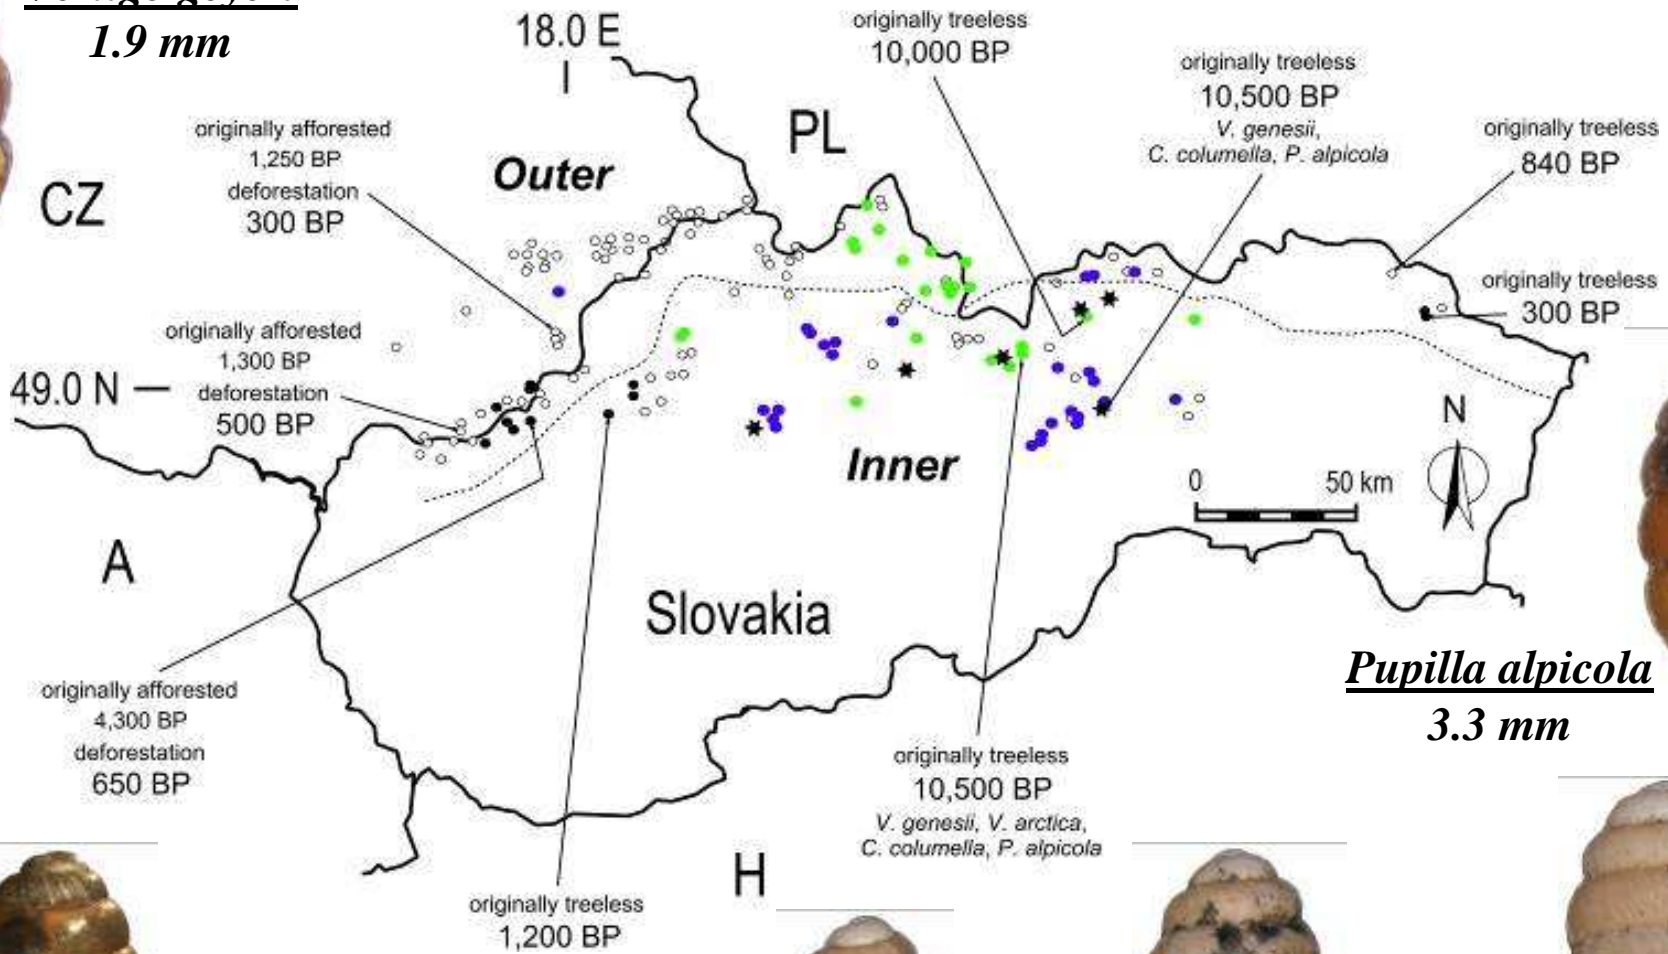 1.9 mm
18.0 E
originally treeless
10,000 BP
originally treeless
10,500 BP
V. genesii,
C. columella, P. alpicola
originally afforested
1,250 BP
deforestation
300 BP
PL
Outer
CZ
originally treeless
840 BP
originally treeless
300 BP
originally afforested
1,300 BP
deforestation
500 BP
49.0 N
N
Inner
0 50 km
A
Slovakia
Pupilla alpicola
3.3 mm
originally afforested
4,300 BP
deforestation
650 BP
originally treeless
10,500 BP
V. genesii, V. arctica,
C. columella, P. alpicola
H
originally treeless
1,200 BP